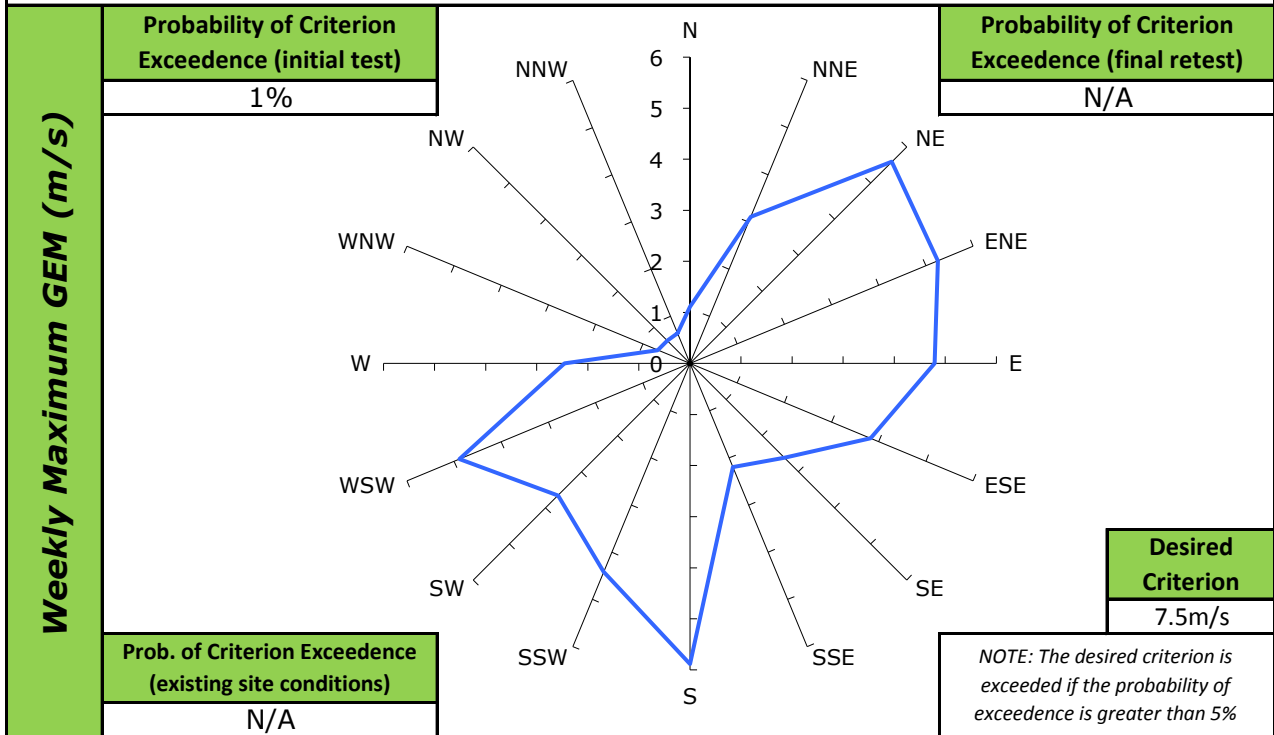 Weekly Maximum GEM (m/s)
Probability of Criterion
Exceedence (initial test)
1%
Probability of Criterion
Exceedence (final retest)
N/A
N
NNE
NE
ENE
E
ESE
SE
SSE
S
SSW
SW
WSW
W
WNW
NW
NNW
6
5
4
3
2
1
0
Prob. of Criterion Exceedence
(existing site conditions)
N/A
Desired
Criterion
7.5m/s
NOTE: The desired criterion is
exceeded if the probability of
exceedence is greater than 5%